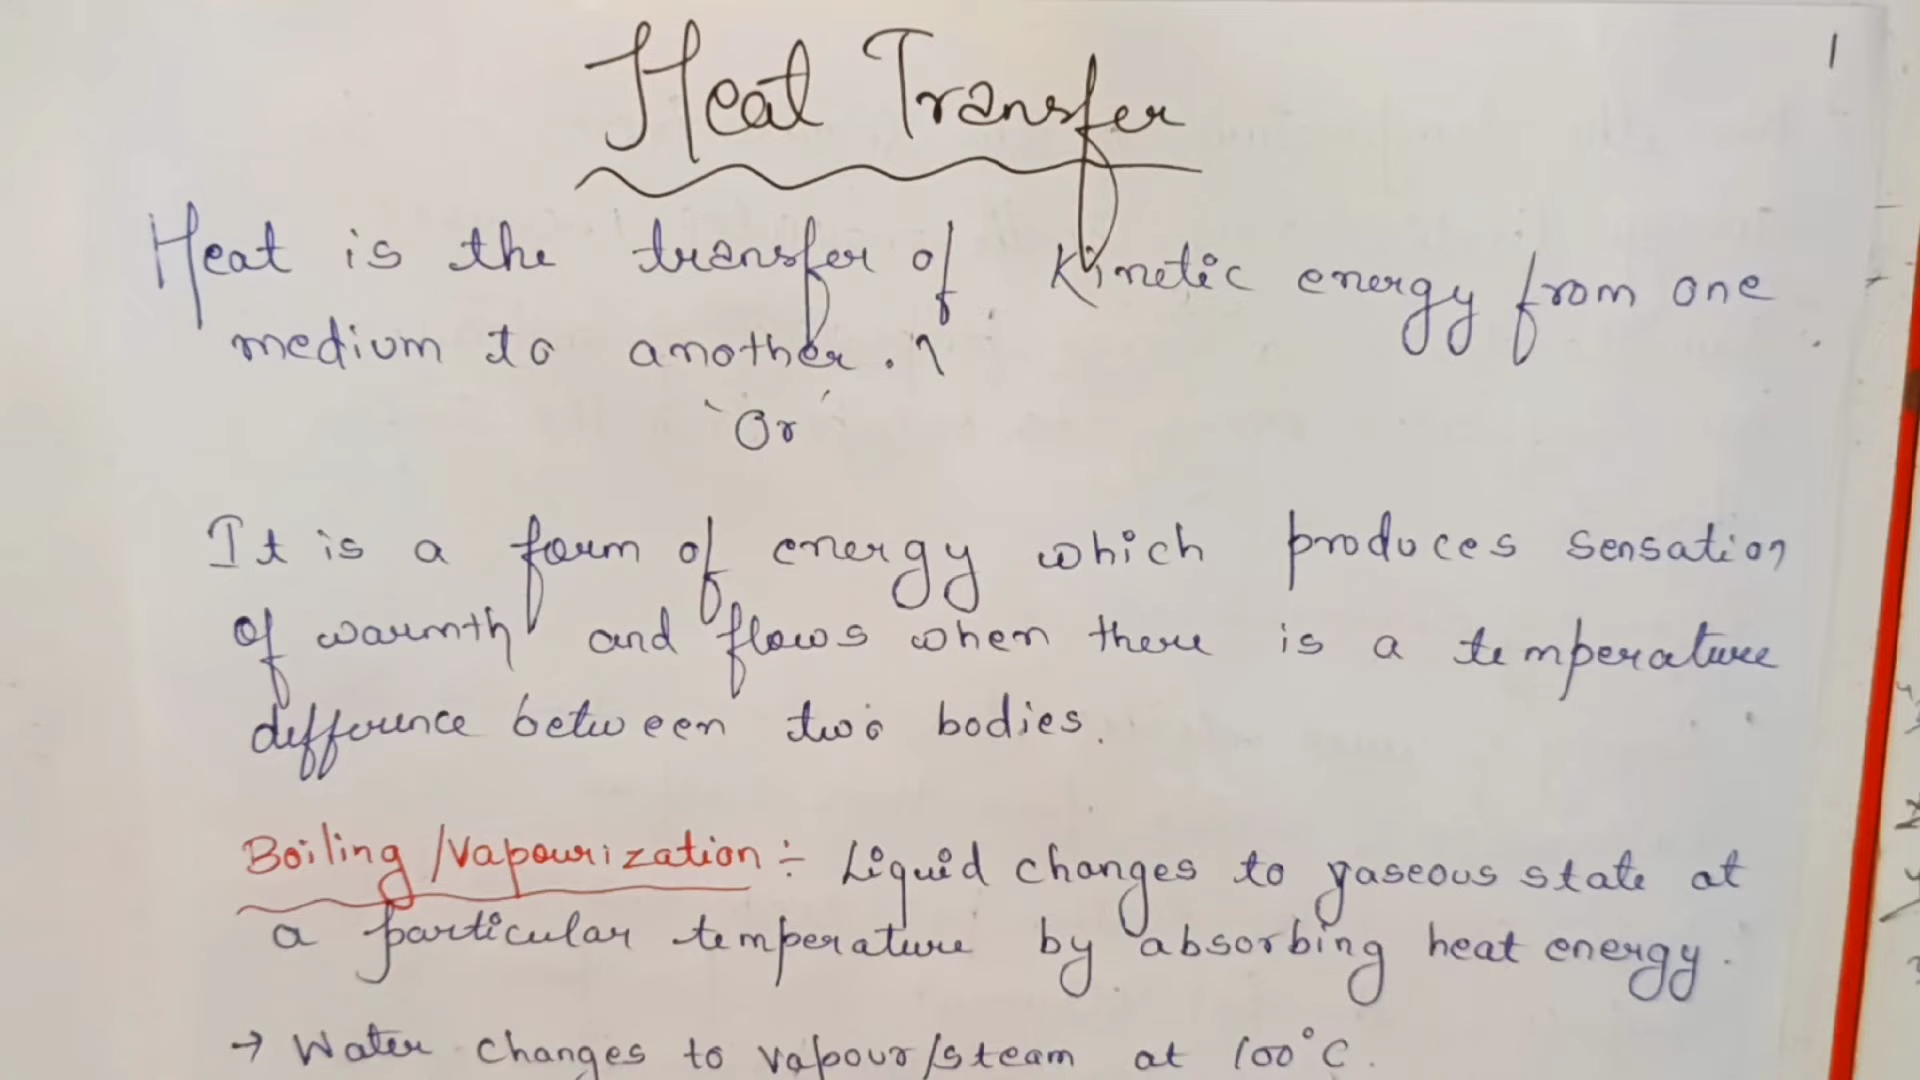 1
Heat Transfer
Heat is the transfer of Kinetic energy from one
medium to another.
'Or'
It is a form of energy which produces sensation
of warmth and flows when there is a temperature
difference between two bodies.
Boiling/Vapourization :- Liquid changes to gaseous state at
a particular temperature by absorbing heat energy.
→ Water changes to vapour/steam at 100°C.